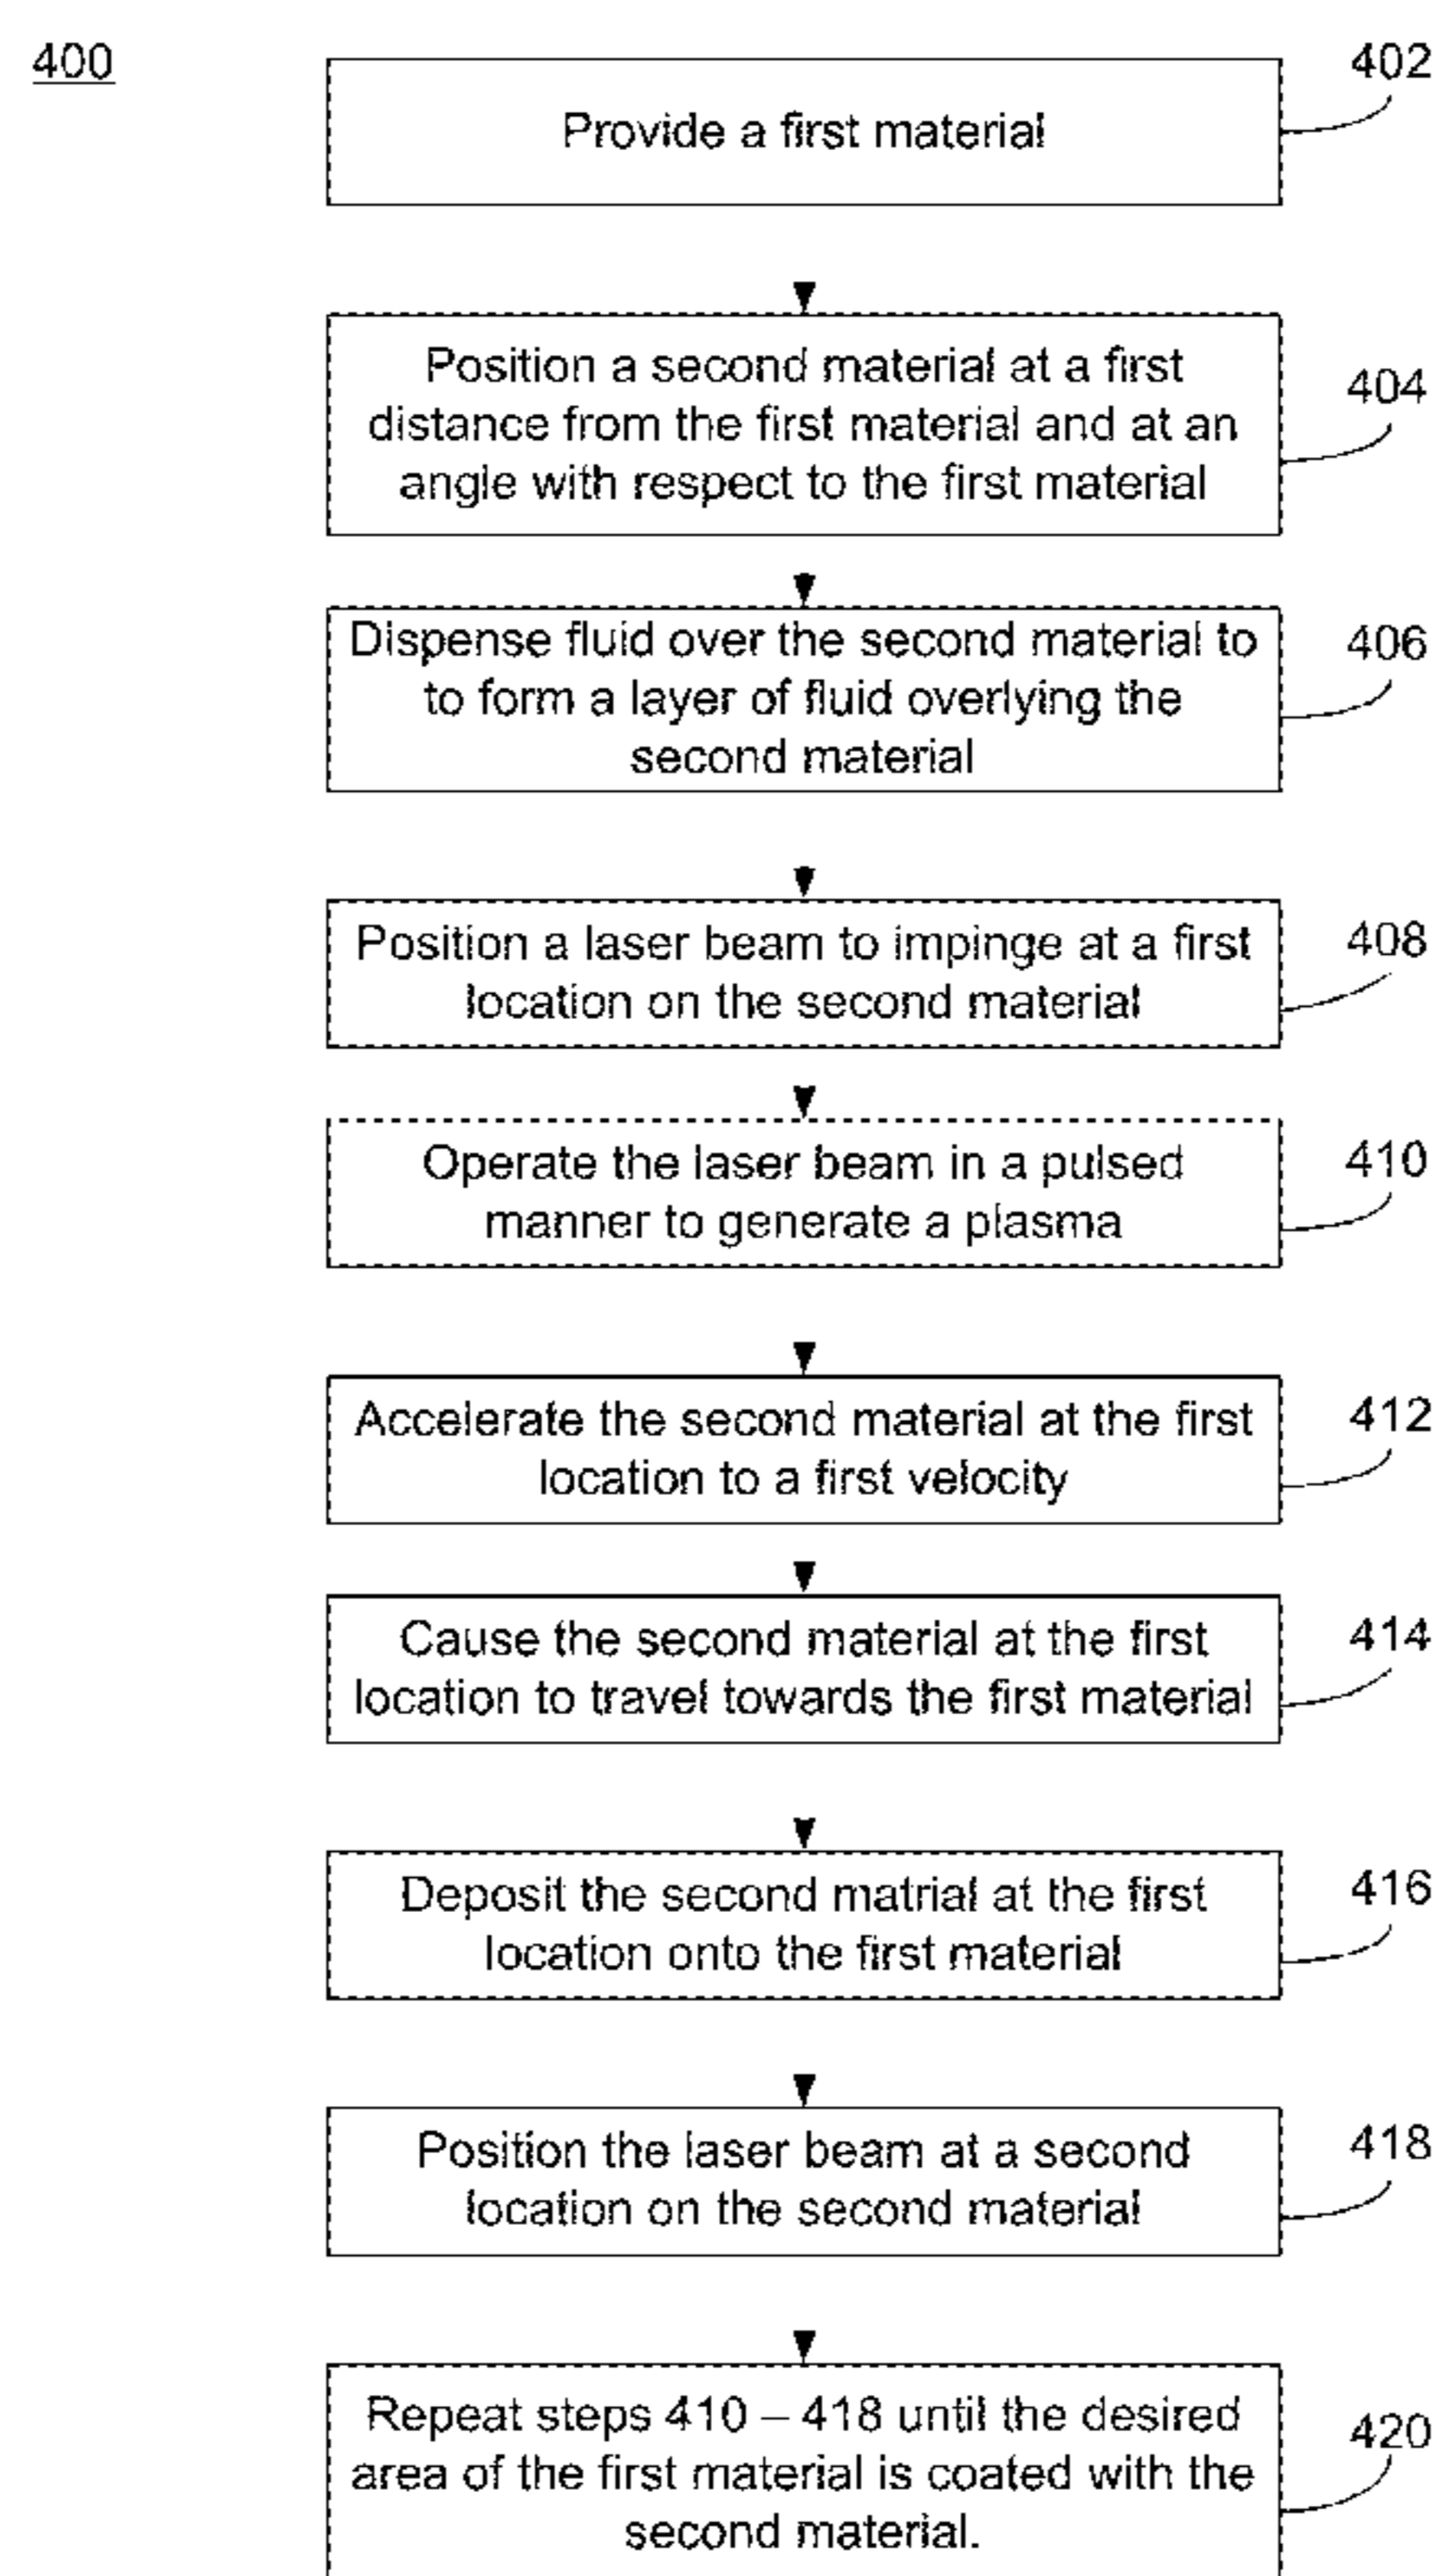 400
402
Provide a first material
Position a second material at a first
distance from the first material and at an
angle with respect to the first material
404
Dispense fluid over the second material to
to form a layer of fluid overlying the
second material
406
Position a laser beam to impinge at a first
location on the second material
408
Operate the laser beam in a pulsed
manner to generate a plasma
410
Accelerate the second material at the first
location to a first velocity
412
Cause the second material at the first
location to travel towards the first material
414
Deposit the second matrial at the first
location onto the first material
416
Position the laser beam at a second
location on the second material
418
Repeat steps 410 – 418 until the desired
area of the first material is coated with the
second material.
420